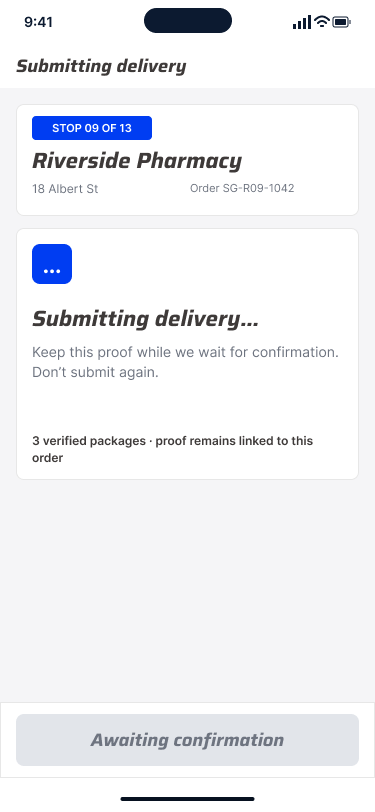 9:41
Submitting delivery
STOP 09 OF 13
Riverside Pharmacy
18 Albert St
Order SG-R09-1042
...
Submitting delivery...
Keep this proof while we wait for confirmation.
Don’t submit again.
3 verified packages · proof remains linked to this
order
Awaiting confirmation